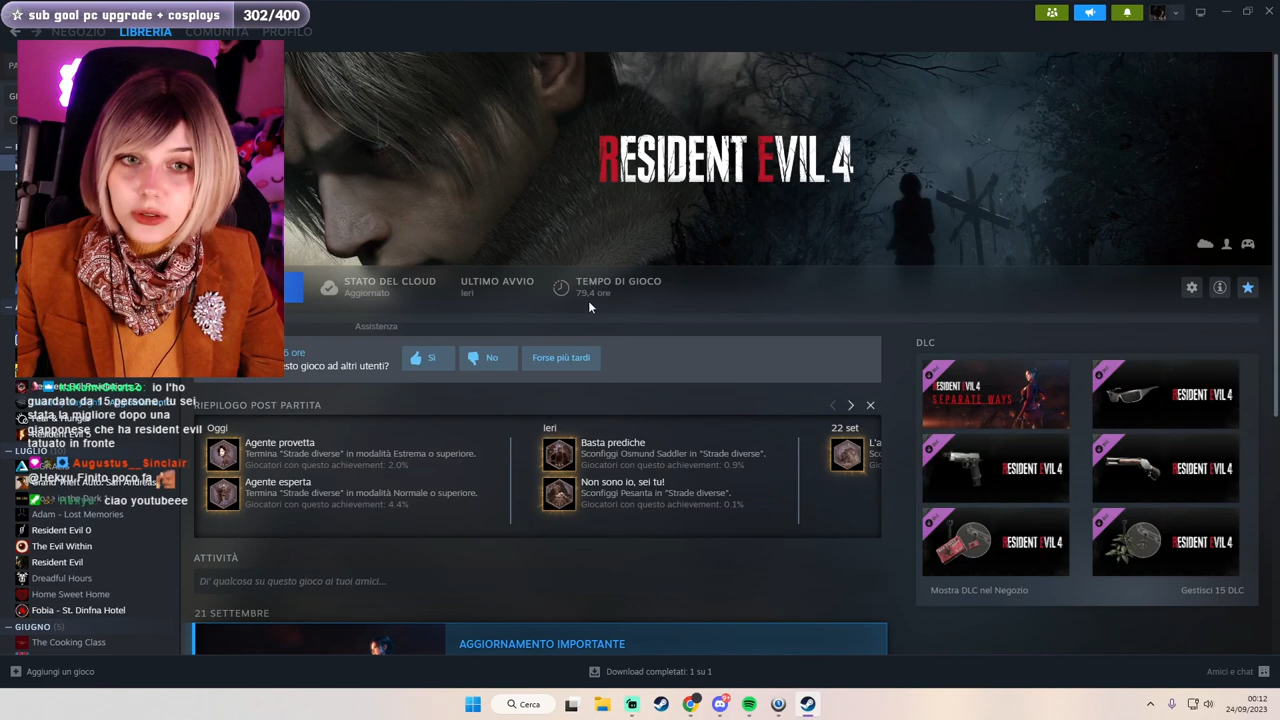 ☆ sub goal pc upgrade + cosplays 302/400
NEGOZIO LIBRERIA COMUNITÀ PROFILO
RESIDENT EVIL 4
STATO DEL CLOUD
Aggiornato
ULTIMO AVVIO
Ieri
TEMPO DI GIOCO
79,4 ore
Assistenza
ore
gioco ad altri utenti?
Sì
No
Forse più tardi
DLC
RESIDENT EVIL 4
SEPARATE WAYS
RESIDENT EVIL 4
RESIDENT EVIL 4
RESIDENT EVIL 4
RESIDENT EVIL 4
RESIDENT EVIL 4
Mostra DLC nel Negozio
Gestisci 15 DLC
RIEPILOGO POST PARTITA
Oggi
Agente provetta
Termina "Strade diverse" in modalità Estrema o superiore.
Giocatori con questo achievement: 2.0%
Agente esperta
Termina "Strade diverse" in modalità Normale o superiore.
Giocatori con questo achievement: 4.4%
Ieri
Basta prediche
Sconfiggi Osmund Saddler in "Strade diverse".
Giocatori con questo achievement: 0.9%
Non sono io, sei tu!
Sconfiggi Pesanta in "Strade diverse".
Giocatori con questo achievement: 0.1%
22 set
ATTIVITÀ
Di' qualcosa su questo gioco ai tuoi amici...
21 SETTEMBRE
AGGIORNAMENTO IMPORTANTE
io l'ho
guardato da 15 persone, tu sei
stata la migliore dopo una
giapponese che ha resident evil
tatuato in fronte
Augustus__Sinclair
@Hekyu Finito poco fa
ciao youtubeee
LUGLIO
Adam - Lost Memories
Resident Evil 0
The Evil Within
Resident Evil
Dreadful Hours
Home Sweet Home
Fobia - St. Dinfna Hotel
GIUGNO (5)
The Cooking Class
Aggiungi un gioco
Download completati: 1 su 1
Amici e chat
Cerca
00:12
24/09/2023